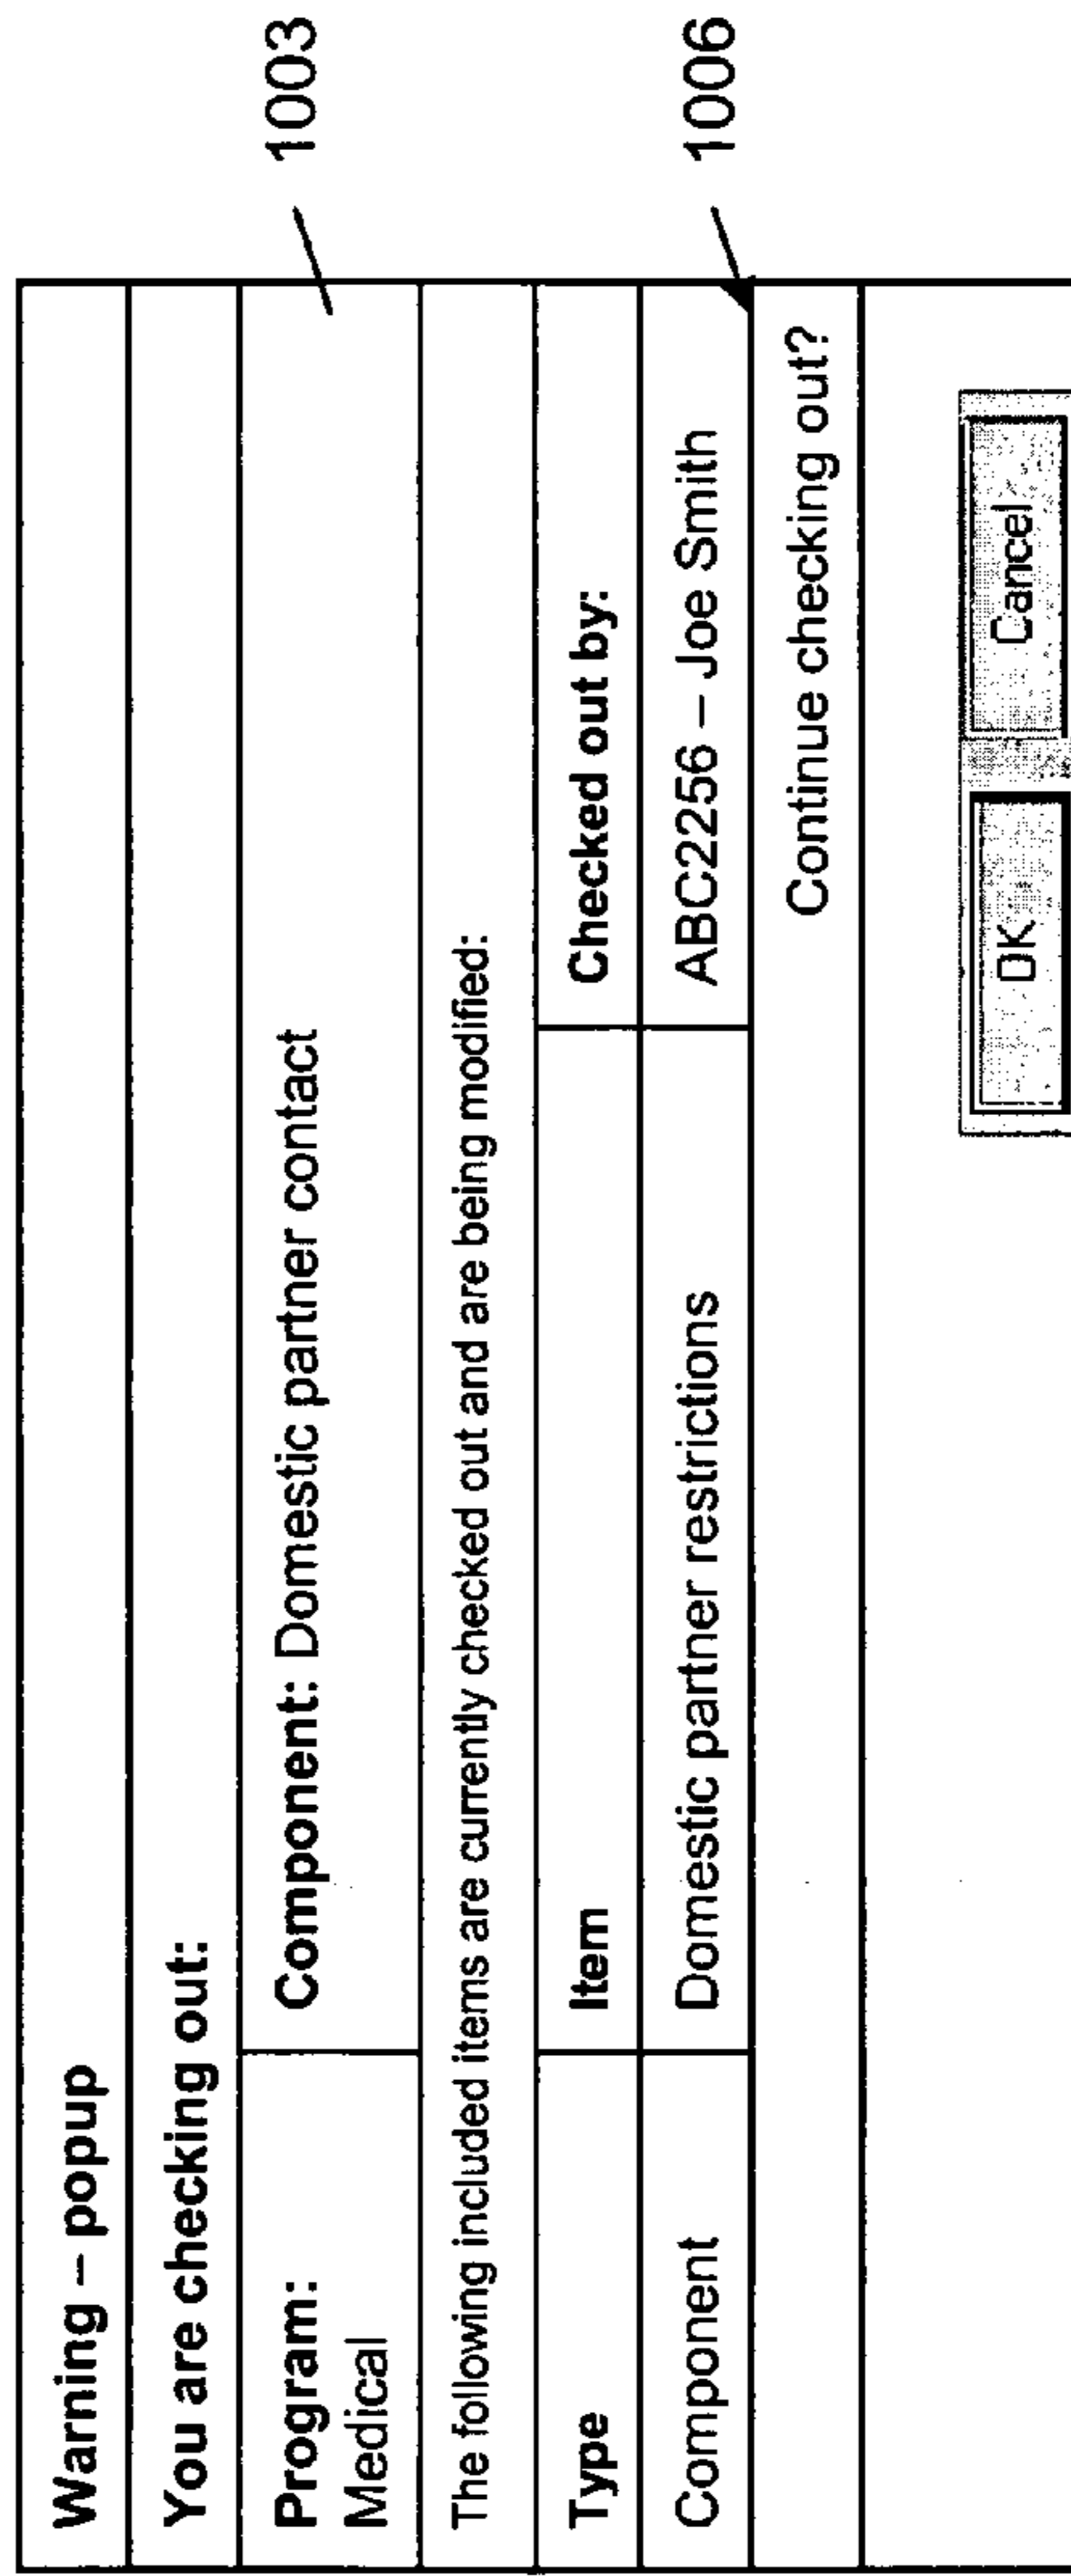 Warning – popup
You are checking out:
Program:
Medical
Component: Domestic partner contact
1003
The following included items are currently checked out and are being modified:
Type Item Checked out by:
Component Domestic partner restrictions ABC2256 – Joe Smith
1006
Continue checking out?
OK Cancel